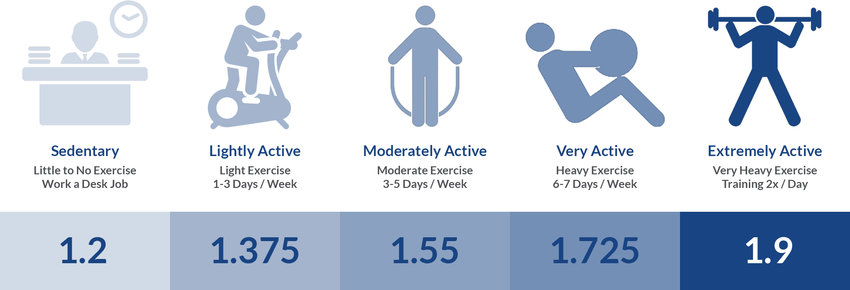 Sedentary
Little to No Exercise
Work a Desk Job
Lightly Active
Light Exercise
1-3 Days / Week
Moderately Active
Moderate Exercise
3-5 Days / Week
Very Active
Heavy Exercise
6-7 Days / Week
Extremely Active
Very Heavy Exercise
Training 2x / Day
1.2
1.375
1.55
1.725
1.9